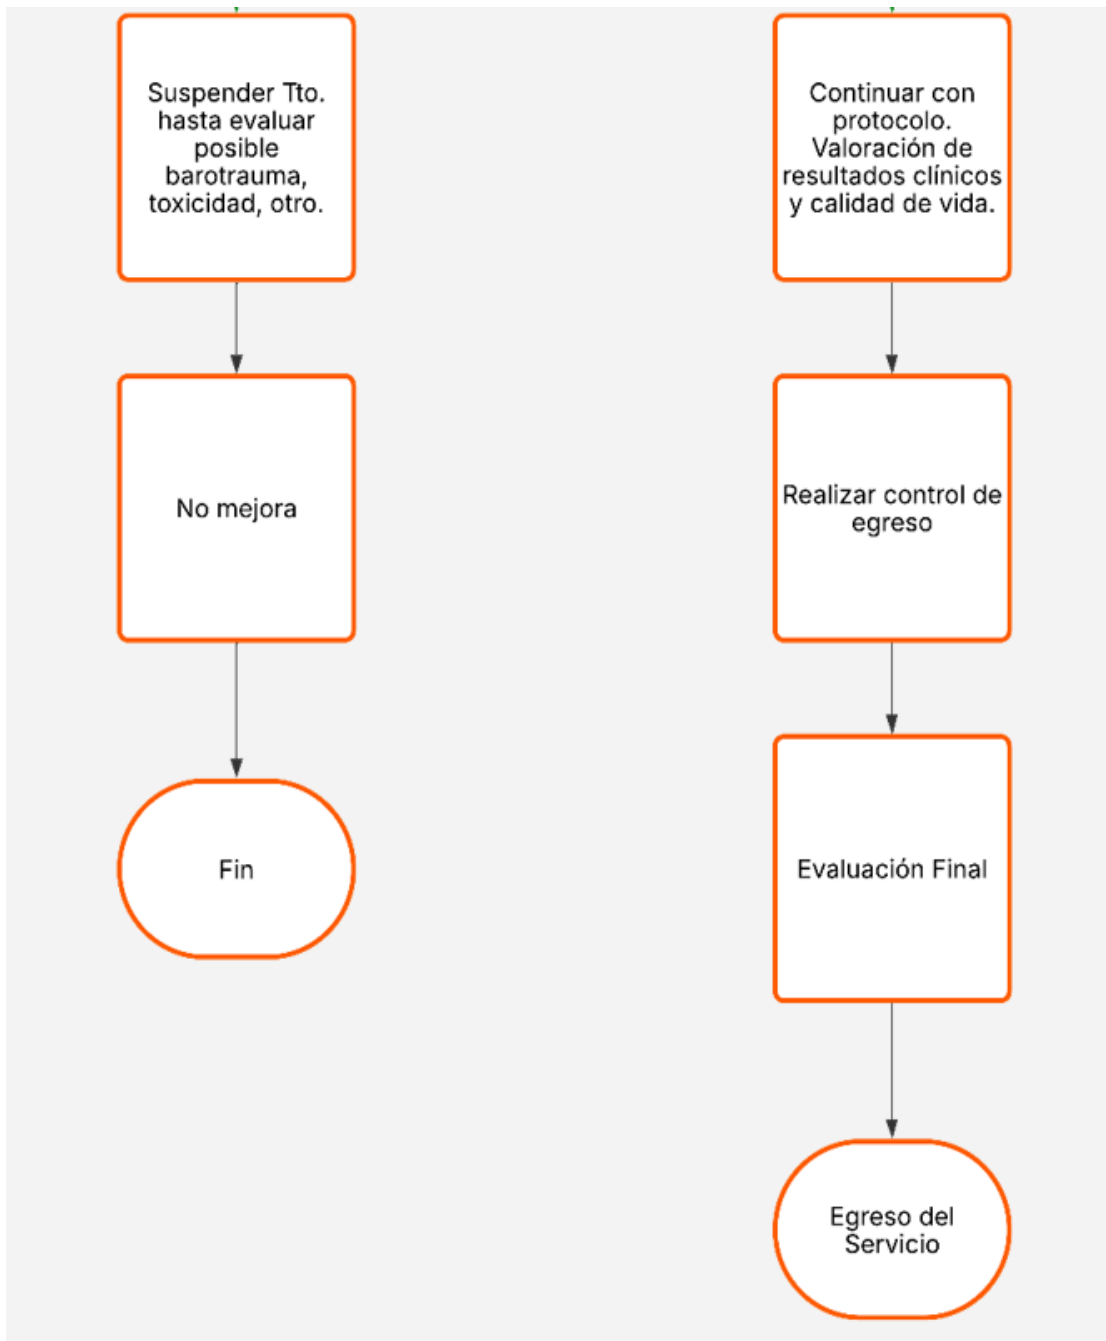 Suspender Tto.
hasta evaluar
posible
barotrauma,
toxicidad, otro.
No mejora
Fin
Continuar con
protocolo.
Valoración de
resultados clínicos
y calidad de vida.
Realizar control de
egreso
Evaluación Final
Egreso del
Servicio